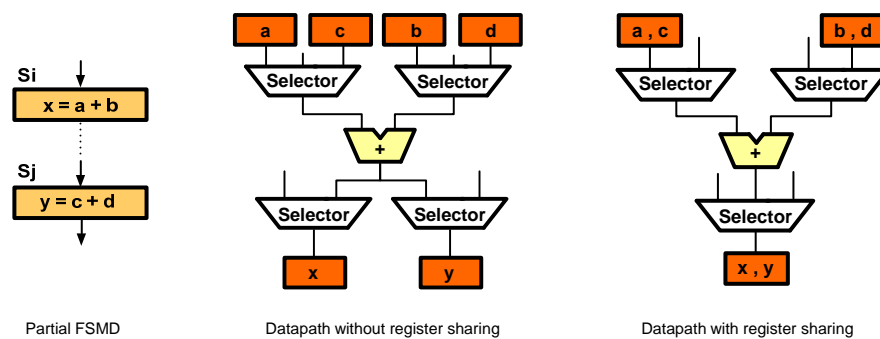 Si
x = a + b
Sj
y = c + d
Partial FSMD
a c b d
Selector Selector
+
Selector Selector
x y
Datapath without register sharing
a , c b , d
Selector Selector
+
Selector
x , y
Datapath with register sharing